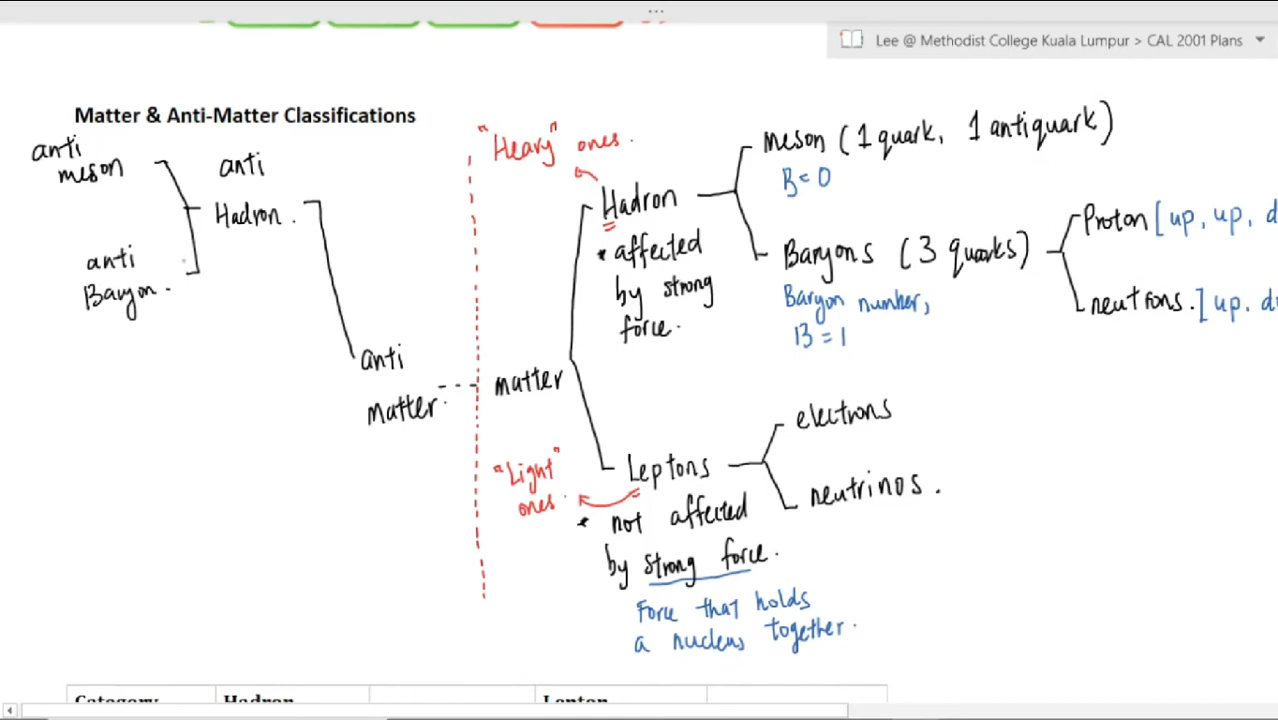 Lee @ Methodist College Kuala Lumpur > CAL 2001 Plans
Matter & Anti-Matter Classifications
anti
meson
anti
Hadron.
anti
Baryon.
anti
matter.
"Heavy" ones.
matter
Hadron
* affected
by strong
force.
Meson (1 quark, 1 antiquark)
B = 0
Baryons (3 quarks)
Baryon number,
B = 1
Proton [up, up, d
neutrons.] up, d
"Light"
ones.
Leptons
* not affected
by strong force.
Force that holds
a nucleus together.
electrons
neutrinos.
Category Hadron Lepton